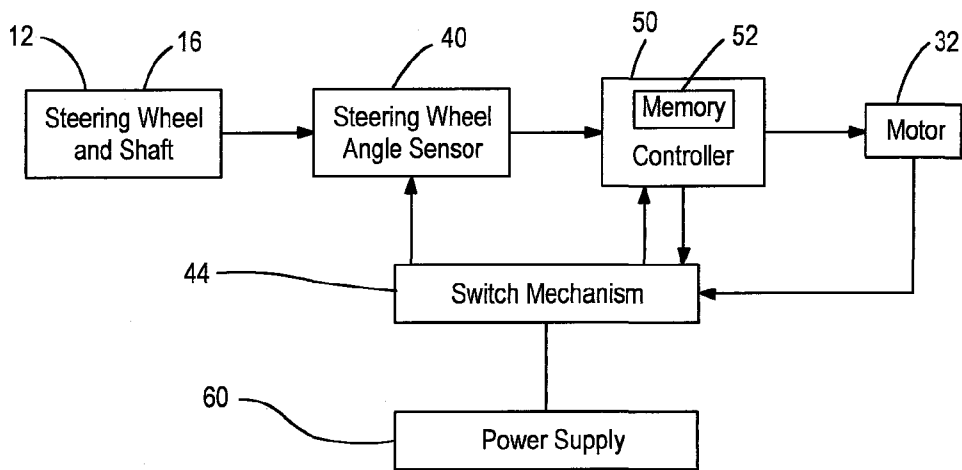 12
16
40
50
52
32
Steering Wheel
and Shaft
Steering Wheel
Angle Sensor
Memory
Controller
Motor
44
Switch Mechanism
60
Power Supply